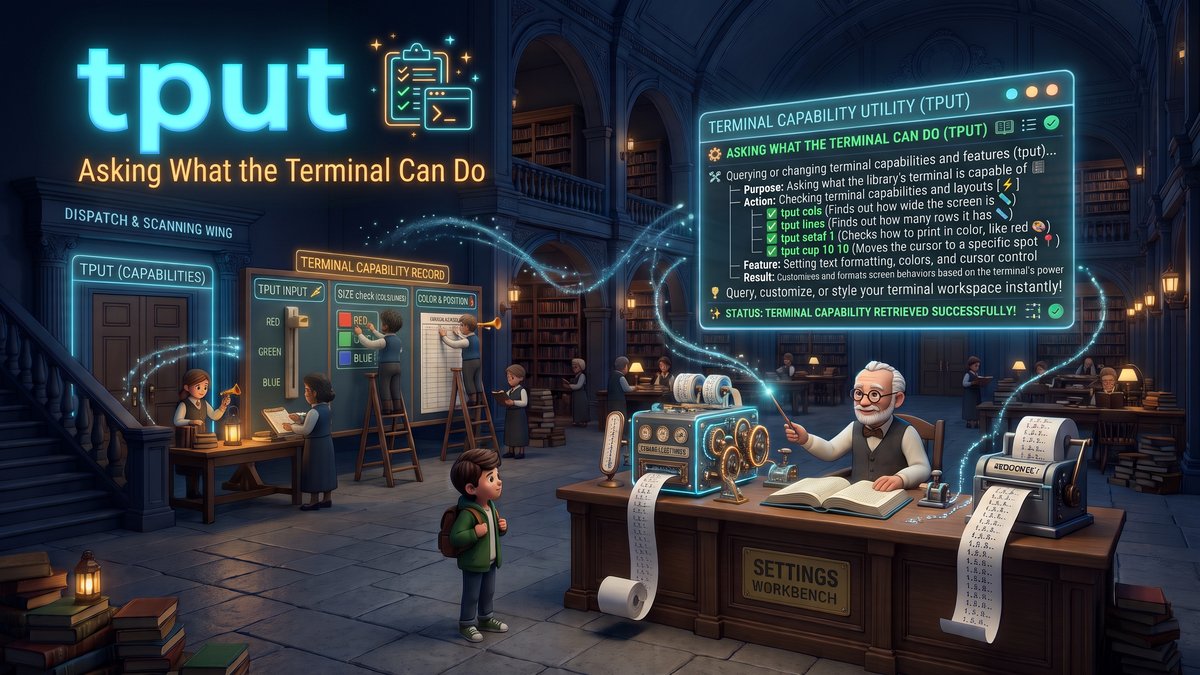 tput
Asking What the Terminal Can Do
DISPATCH & SCANNING WING
TPUT (CAPABILITIES)
TERMINAL CAPABILITY RECORD
TPUT INPUT
RED
GREEN
BLUE
SIZE check (COLS/LINES)
RED
BLUE
COLOR & POSITION
TERMINAL CAPABILITY UTILITY (TPUT)
ASKING WHAT THE TERMINAL CAN DO (TPUT)
Querying or changing terminal capabilities and features (tput)...
Purpose: Asking what the library's terminal is capable of
Action: Checking terminal capabilities and layouts [⚡]
tput cols (Finds out how wide the screen is)
tput lines (Finds out how many rows it has)
tput setaf 1 (Checks how to print in color, like red)
tput cup 10 10 (Moves the cursor to a specific spot)
Feature: Setting text formatting, colors, and cursor control
Result: Customizes and formats screen behaviors based on the terminal's power
Query, customize, or style your terminal workspace instantly!
STATUS: TERMINAL CAPABILITY RETRIEVED SUCCESSFULLY!
SETTINGS
WORKBENCH